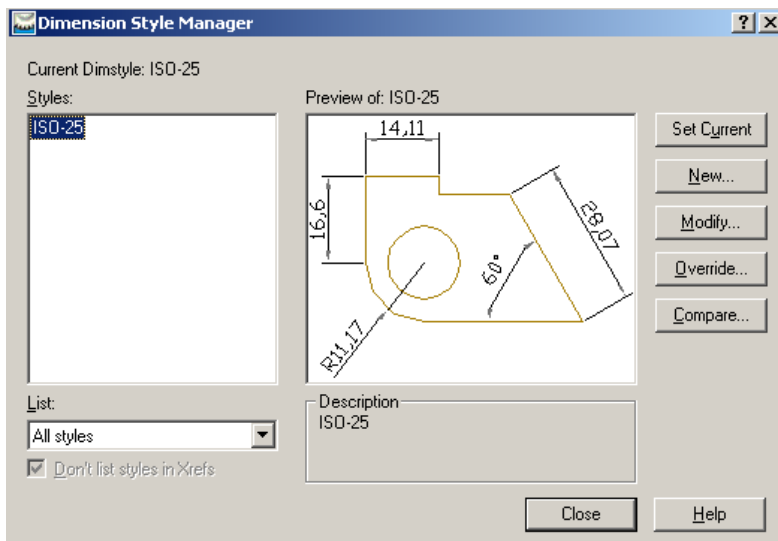 Dimension Style Manager
Current Dimstyle: ISO-25
Styles:
ISO-25
Preview of: ISO-25
14,11
16,6
28,07
60°
R11,17
Set Current
New...
Modify...
Override...
Compare...
List:
All styles
Don't list styles in Xrefs
Description
ISO-25
Close
Help